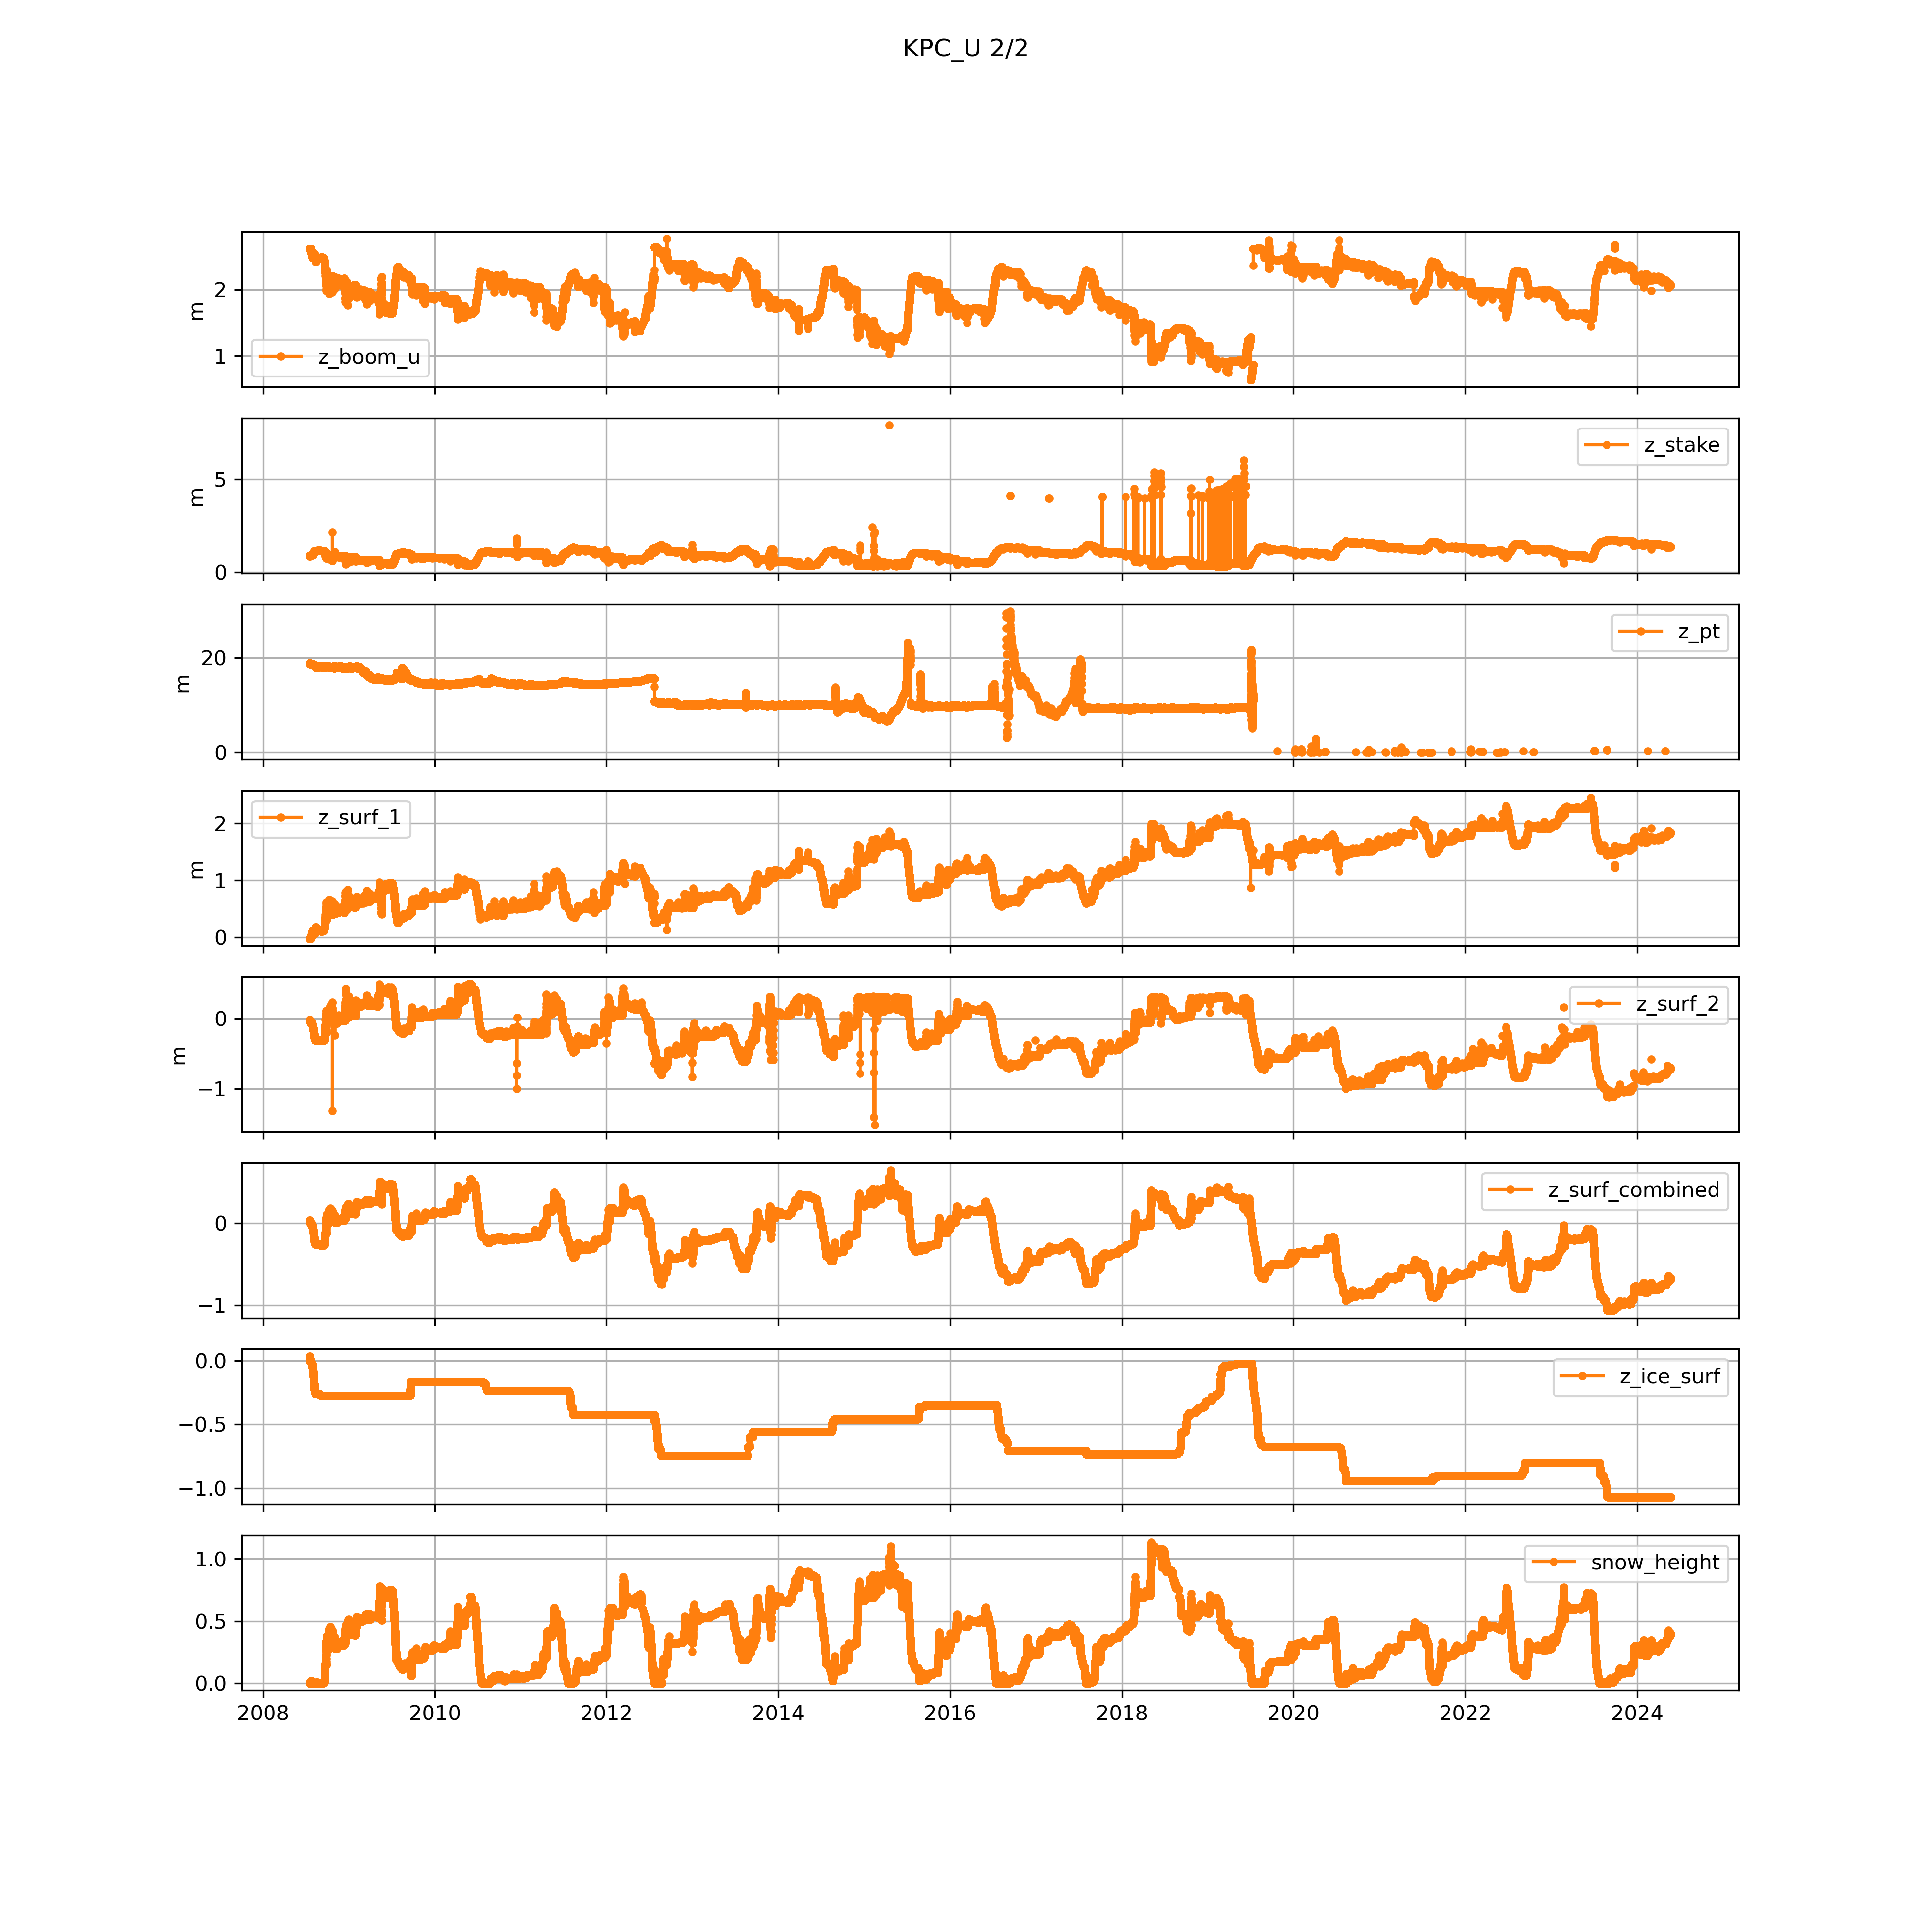 KPC_U 2/2
2
1
m
z_boom_u
5
0
m
z_stake
20
0
m
z_pt
2
1
0
m
z_surf_1
0
−1
m
z_surf_2
0
−1
z_surf_combined
0.0
−0.5
−1.0
z_ice_surf
1.0
0.5
0.0
snow_height
2008 2010 2012 2014 2016 2018 2020 2022 2024